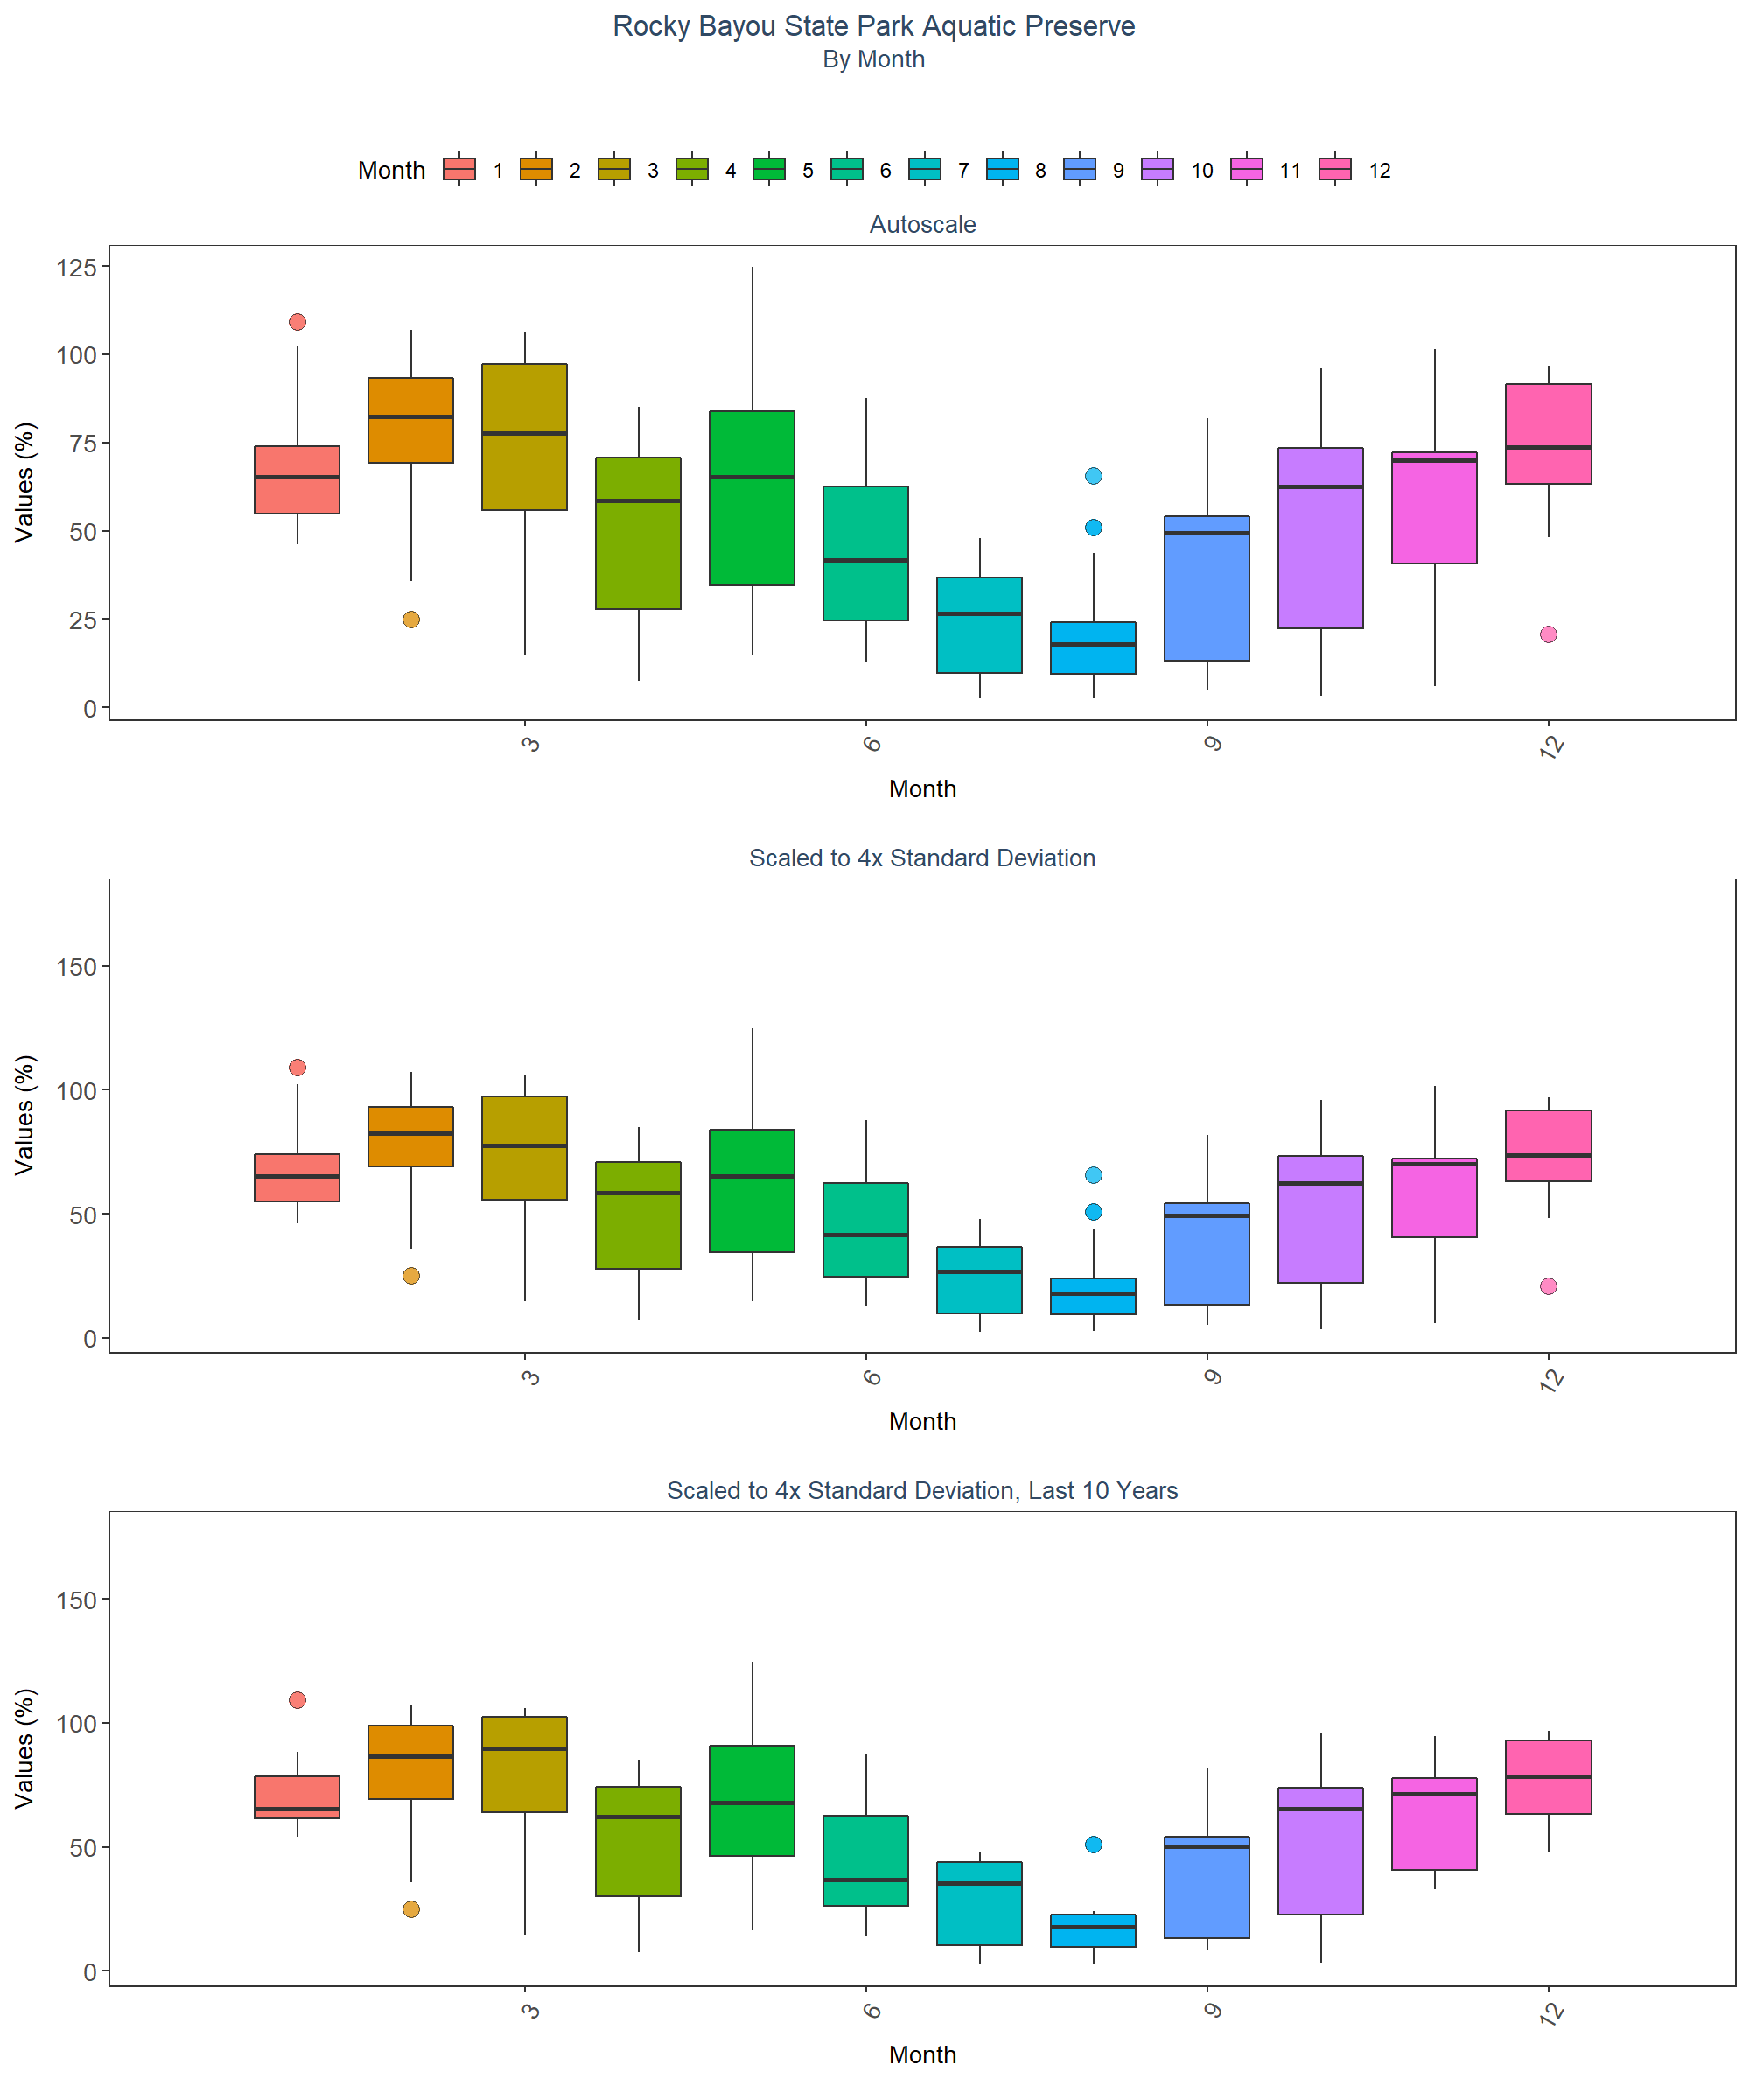 Rocky Bayou State Park Aquatic Preserve
By Month
Month 1 2 3 4 5 6 7 8 9 10 11 12
Autoscale
125
100
75
50
25
0
Values (%)
3 6 9 12
Month
Scaled to 4x Standard Deviation
150
100
50
0
Values (%)
3 6 9 12
Month
Scaled to 4x Standard Deviation, Last 10 Years
150
100
50
0
Values (%)
3 6 9 12
Month